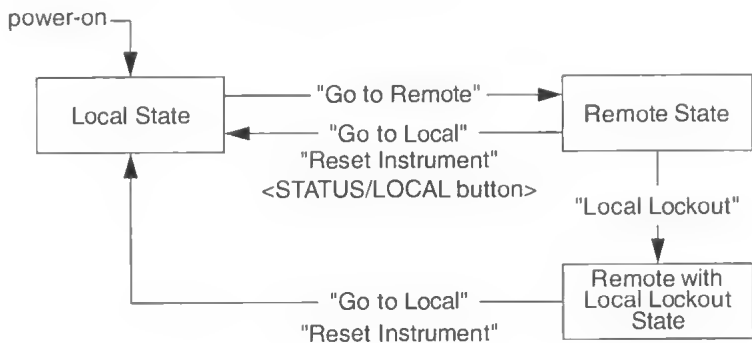 power-on
Local State
"Go to Remote"
Remote State
"Go to Local"
"Reset Instrument"
<STATUS/LOCAL button>
"Local Lockout"
Remote with
Local Lockout
State
"Go to Local"
"Reset Instrument"